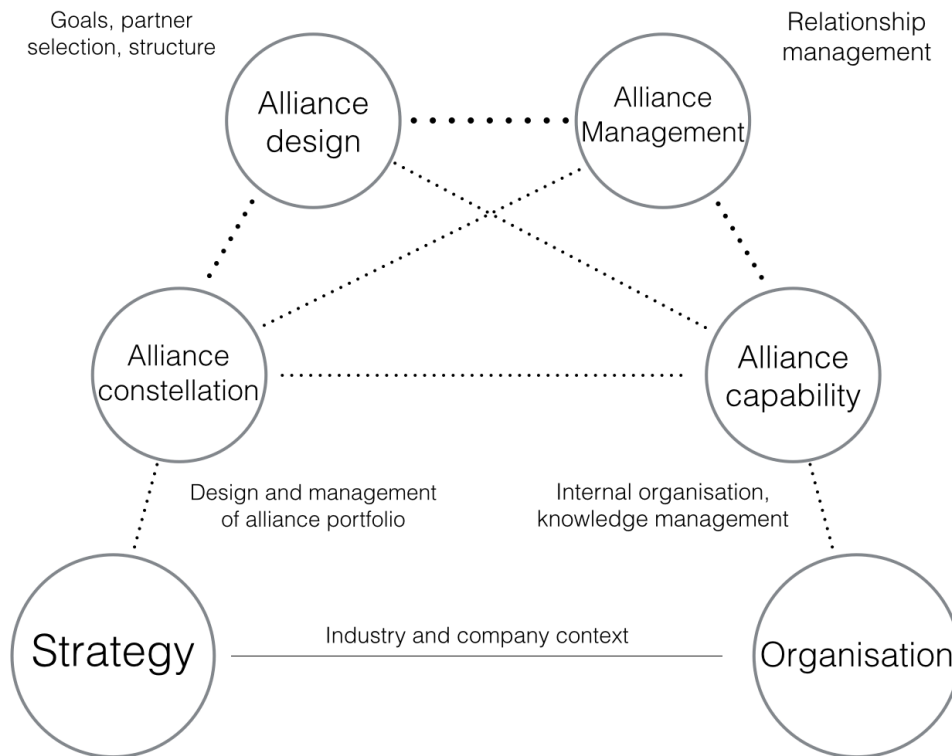 Goals, partner
selection, structure
Relationship
management
Alliance
design
Alliance
Management
Alliance
constellation
Alliance
capability
Design and management
of alliance portfolio
Internal organisation,
knowledge management
Strategy
Industry and company context
Organisation